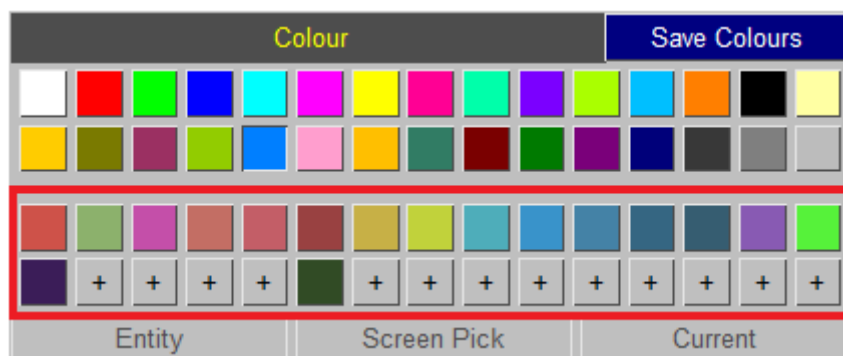 Colour Save Colours
+ + + + + + + + + + + + +
Entity Screen Pick Current